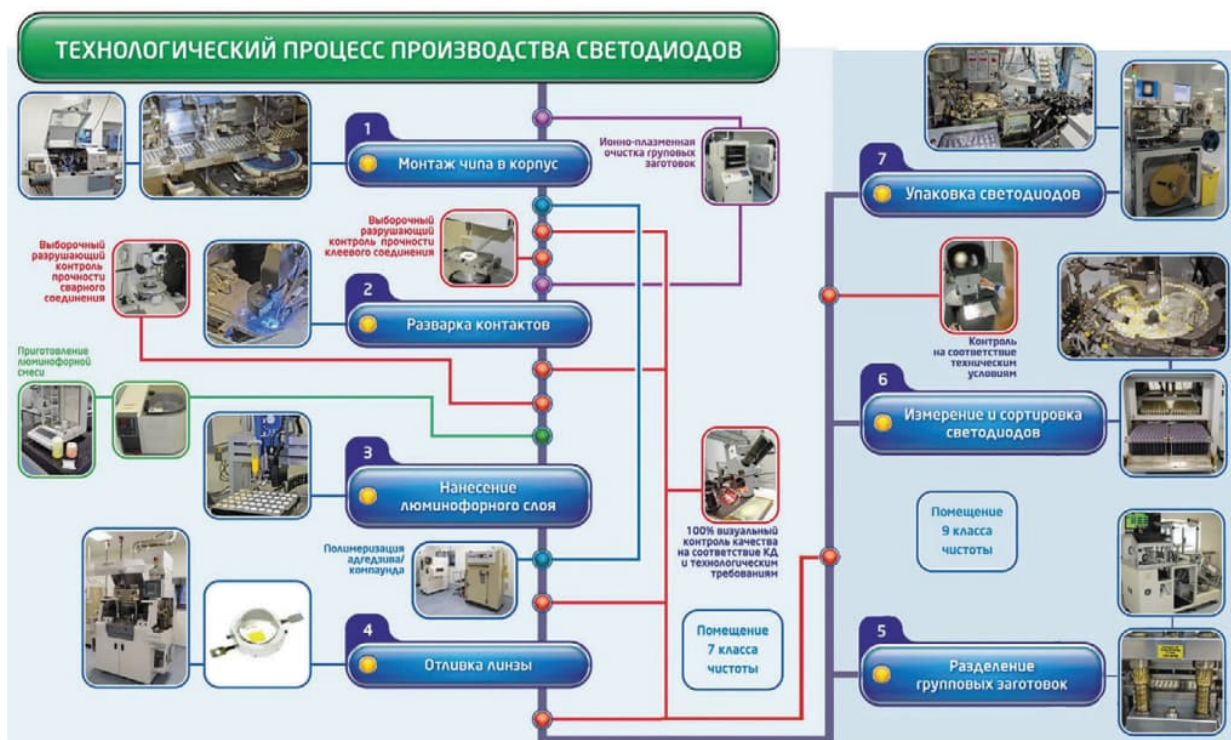 ТЕХНОЛОГИЧЕСКИЙ ПРОЦЕСС ПРОИЗВОДСТВА СВЕТОДИОДОВ
1
Монтаж чипа в корпус
Ионно-плазменная
очистка груповых
заготовок
Выборочный
разрушающий
контроль прочности
клеевого соединения
Выборочный
разрушающий
контроль
прочности
сварного
соединения
2
Разварка контактов
Приготовление
люминофорной
смеси
3
Нанесение
люминофорного слоя
100% визуальный
контроль качества
на соответствие КД
и технологическим
требованиям
Полимеризация
адгедзива/
компаунда
4
Отливка линзы
Помещение
7 класса
чистоты
7
Упаковка светодиодов
Контроль
на соответствие
техническим
условиям
6
Измерение и сортировка
светодиодов
Помещение
9 класса
чистоты
5
Разделение
групповых заготовок